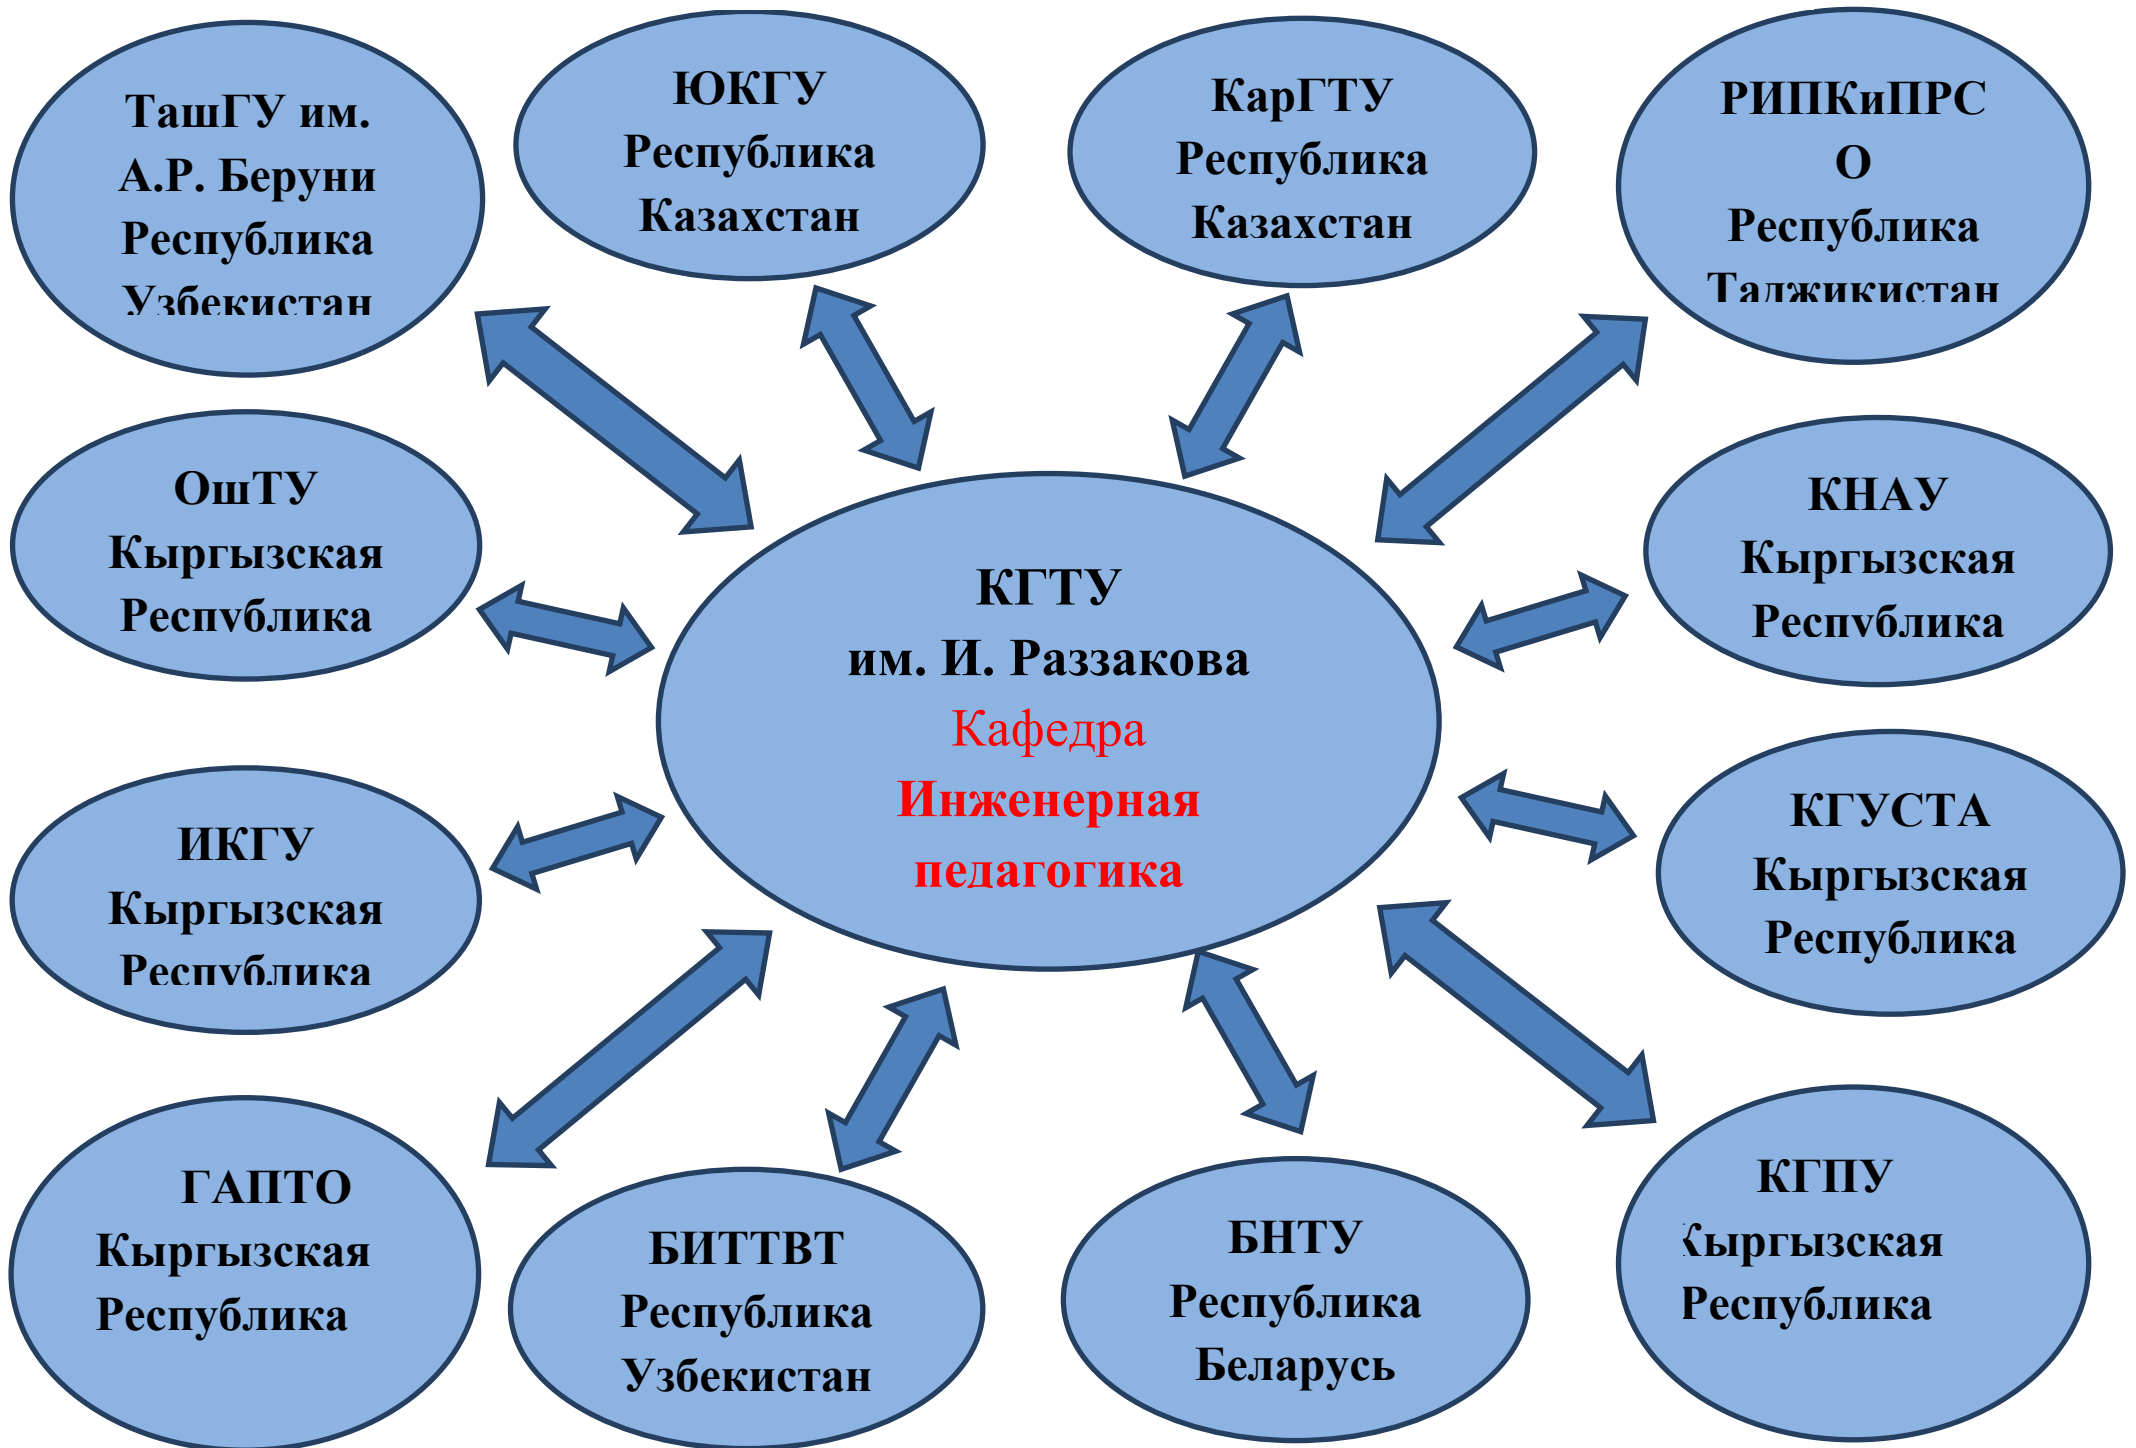 ТашГУ им.
А.Р. Беруни
Республика
Узбекистан
ЮКГУ
Республика
Казахстан
КарГТУ
Республика
Казахстан
РИПКиПРС
О
Республика
Таджикистан
ОшТУ
Кыргызская
Республика
КНАУ
Кыргызская
Республика
КГТУ
им. И. Раззакова
Кафедра
Инженерная
педагогика
ИКГУ
Кыргызская
Республика
КГУСТА
Кыргызская
Республика
ГАПТО
Кыргызская
Республика
БИТТВТ
Республика
Узбекистан
БНТУ
Республика
Беларусь
КГПУ
Кыргызская
Республика